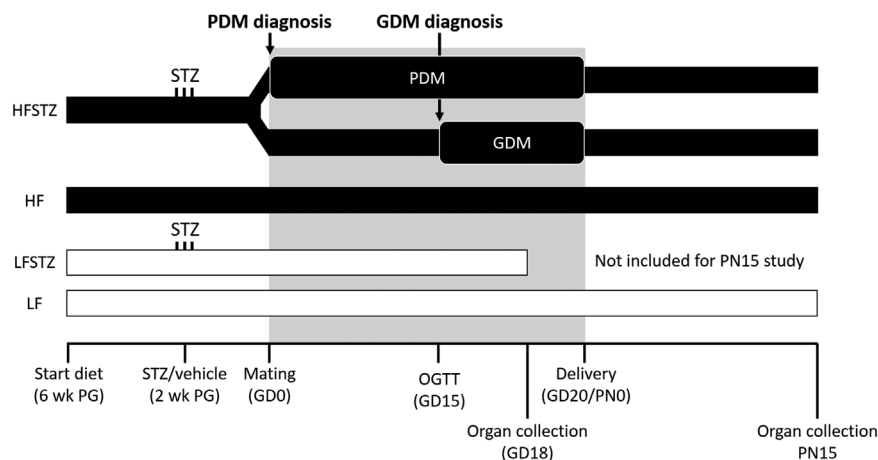 PDM diagnosis
GDM diagnosis
STZ
PDM
HFSTZ
GDM
HF
STZ
LFSTZ
Not included for PN15 study
LF
Start diet
(6 wk PG)
STZ/vehicle
(2 wk PG)
Mating
(GD0)
OGTT
(GD15)
Delivery
(GD20/PN0)
Organ collection
(GD18)
Organ collection
PN15